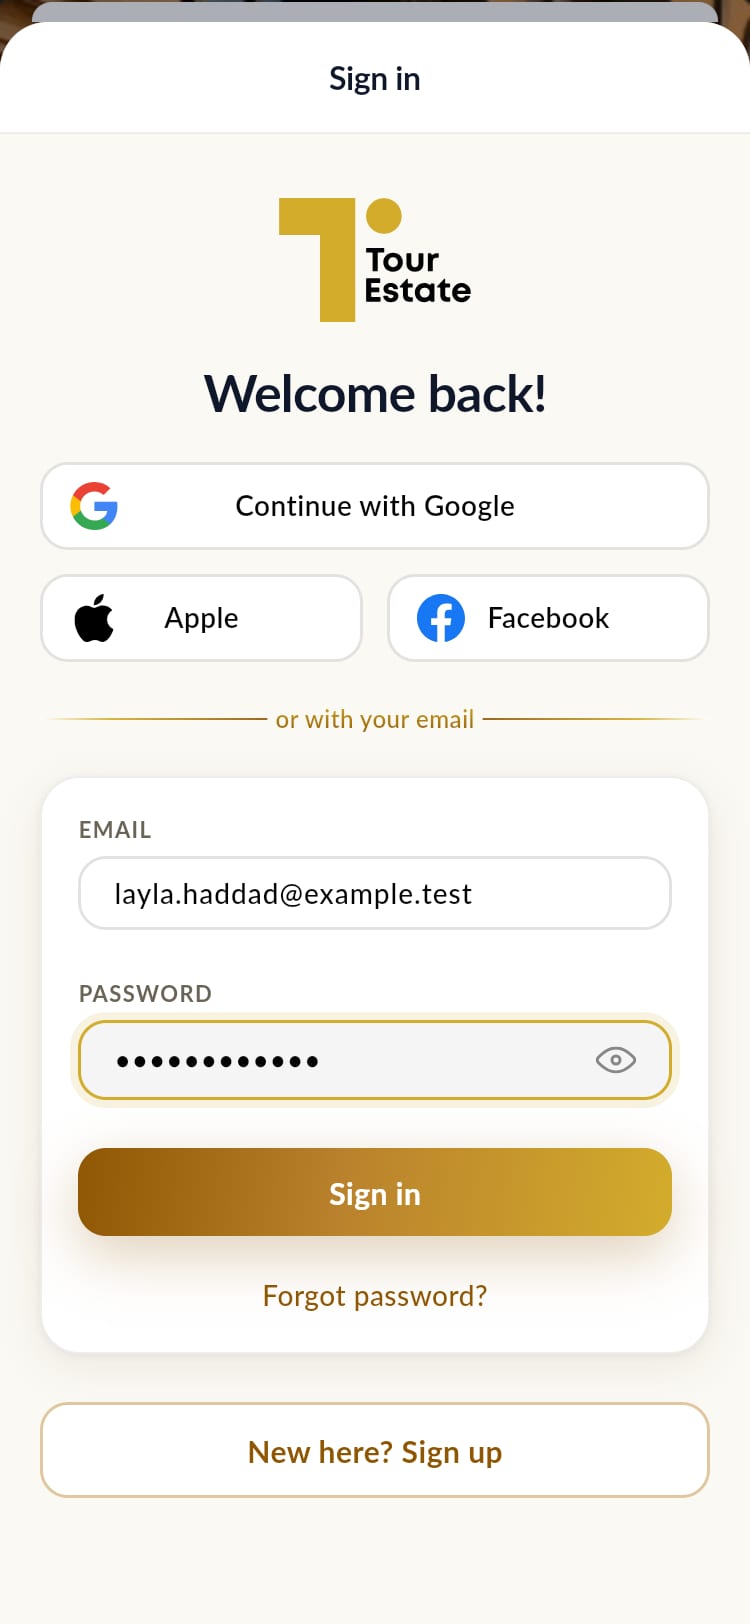 Sign in
Tour
Estate
Welcome back!
Continue with Google
Apple
Facebook
or with your email
EMAIL
layla.haddad@example.test
PASSWORD
••••••••••••
Sign in
Forgot password?
New here? Sign up